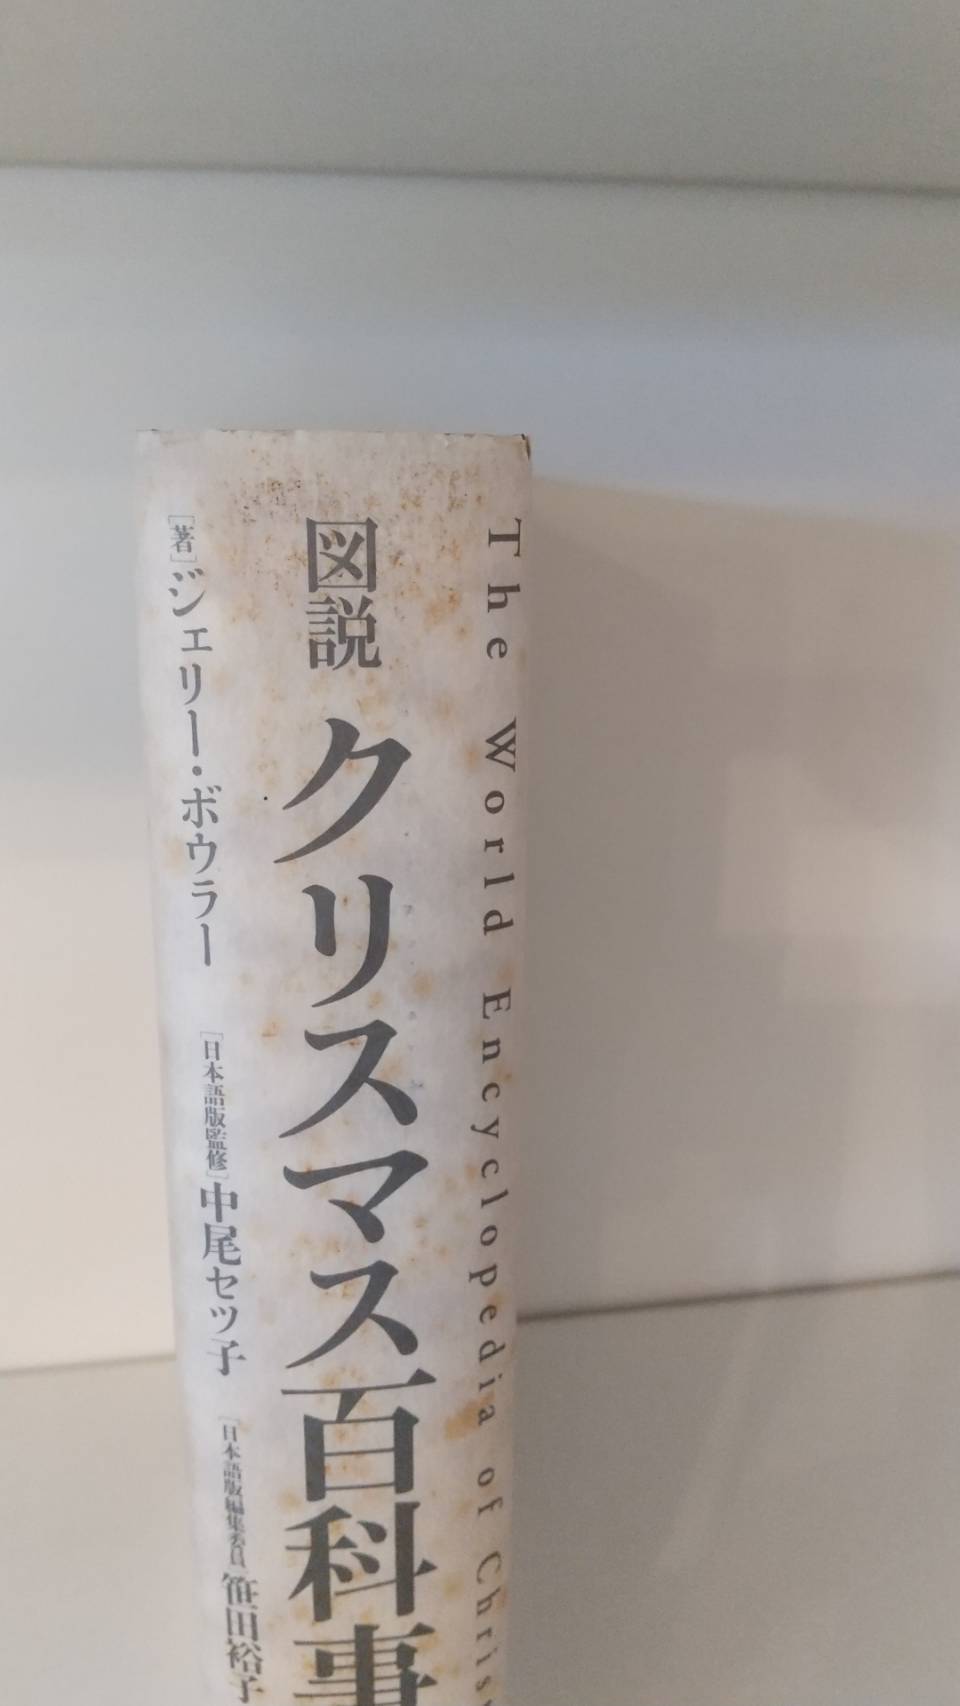 The World Encyclopedia of Chris
図説 クリスマス百科事
[著]ジェリー・ボウラー [日本語版監修]中尾セツ子 [日本語版編集委員]笹田裕子